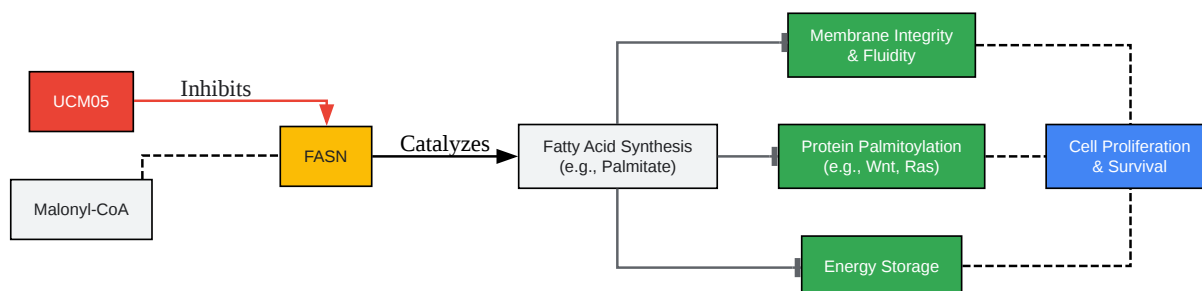 Membrane Integrity
& Fluidity
UCM05
Inhibits
FASN
Catalyzes
Fatty Acid Synthesis
(e.g., Palmitate)
Protein Palmitoylation
(e.g., Wnt, Ras)
Cell Proliferation
& Survival
Malonyl-CoA
Energy Storage